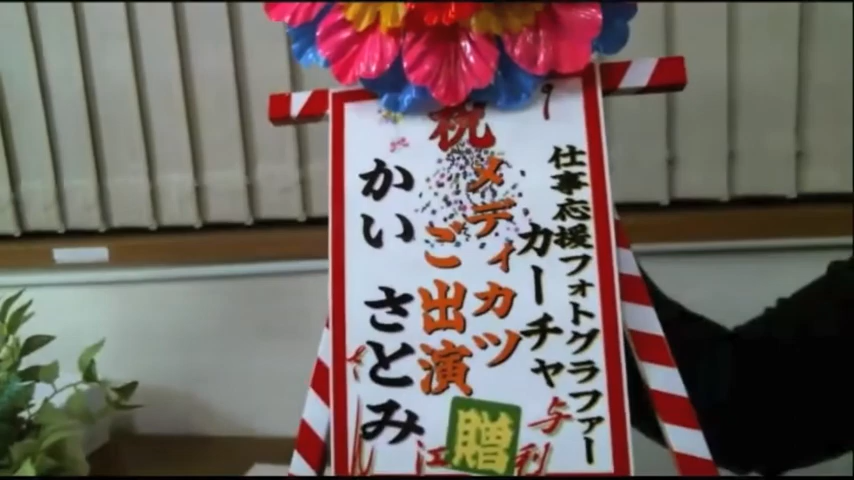 祝
仕事応援フォトグラファー
カーチャ
メディカツ
ご出演
かい さとみ
贈